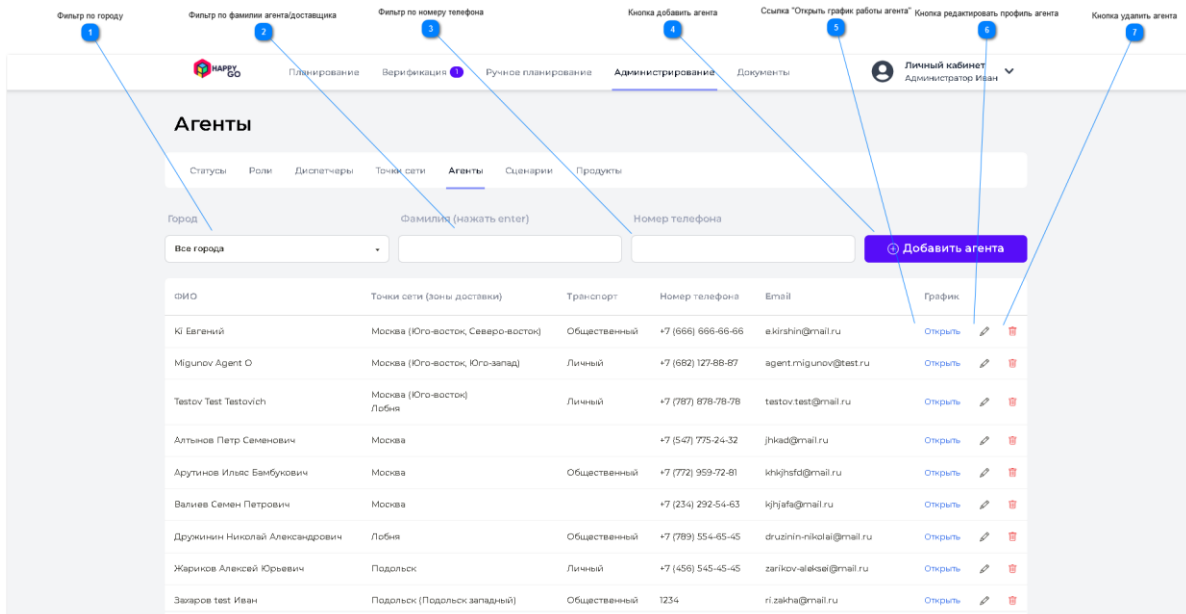 Фильтр по городу
Фильтр по фамилии агента/доставщика
Фильтр по номеру телефона
Кнопка добавить агента
Ссылка "Открыть график работы агента"
Кнопка редактировать профиль агента
Кнопка удалить агента
1
2
3
4
5
6
7
HAPPY GO
Планирование
Верификация 1
Ручное планирование
Администрирование
Документы
Личный кабинет
Администратор Иван
Агенты
Статусы
Роли
Диспетчеры
Точки сети
Агенты
Сценарии
Продукты
Город
Фамилия (нажать enter)
Номер телефона
Все города
Добавить агента
ФИО Точки сети (зоны доставки) Транспорт Номер телефона Email График
Ki Евгений Москва (Юго-восток, Северо-восток) Общественный +7 (666) 666-66-66 e.kirshin@mail.ru Открыть
Migunov Agent O Москва (Юго-восток, Юго-запад) Личный +7 (682) 127-88-87 agent.migunov@test.ru Открыть
Testov Test Testovich Москва (Юго-восток) Личный +7 (787) 878-78-78 testov.test@mail.ru Открыть
Лобня
Алтынов Петр Семенович Москва +7 (547) 775-24-32 jhkad@mail.ru Открыть
Арутинов Ильяс Бамбукович Москва Общественный +7 (772) 959-72-81 khkjhsfd@mail.ru Открыть
Валиев Семен Петрович Москва +7 (234) 292-54-63 kjhjafa@mail.ru Открыть
Дружинин Николай Александрович Лобня Общественный +7 (789) 554-65-45 druzinin-nikolai@mail.ru Открыть
Жариков Алексей Юрьевич Подольск Личный +7 (456) 545-45-45 zarikov-aleksei@mail.ru Открыть
Захаров test Иван Подольск (Подольск западный) Общественный 1234 ri.zakha@mail.ru Открыть